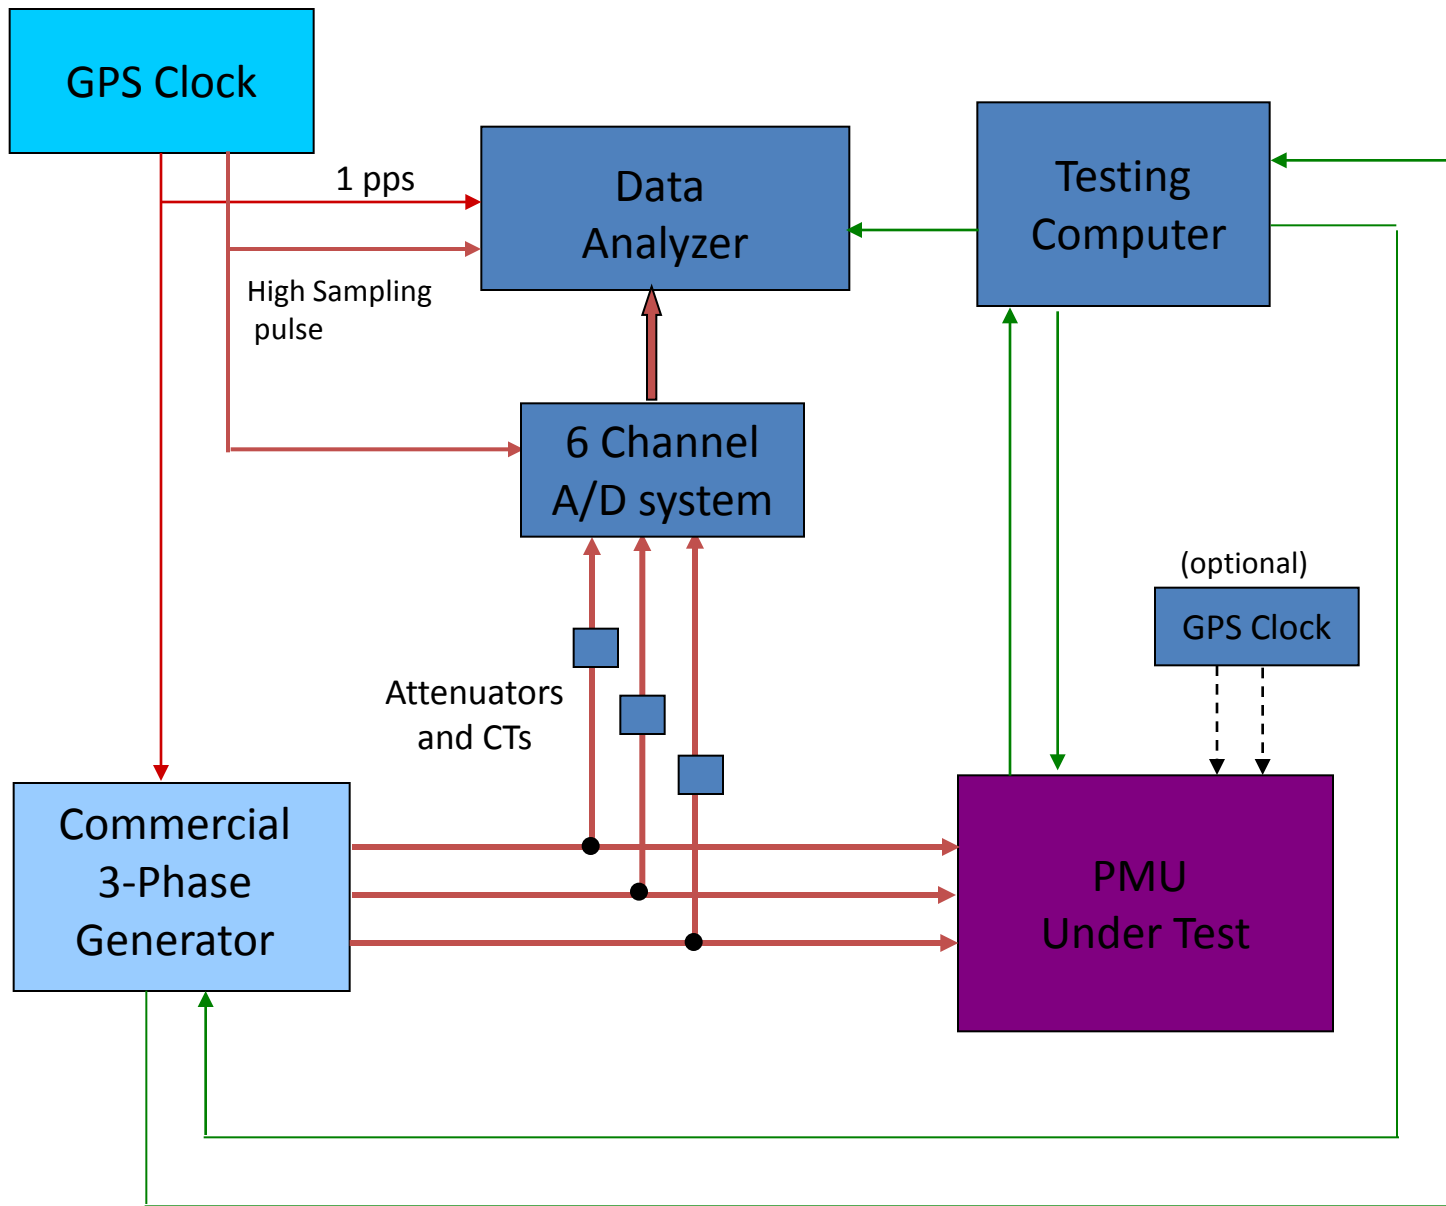 GPS Clock
1 pps
Data
Analyzer
Testing
Computer
High Sampling
pulse
6 Channel
A/D system
(optional)
GPS Clock
Attenuators
and CTs
Commercial
3-Phase
Generator
PMU
Under Test